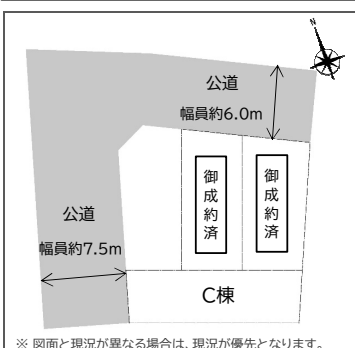 N
公道
幅員約6.0m
御成約済
御成約済
公道
幅員約7.5m
C棟
※ 図面と現況が異なる場合は、現況が優先となります。